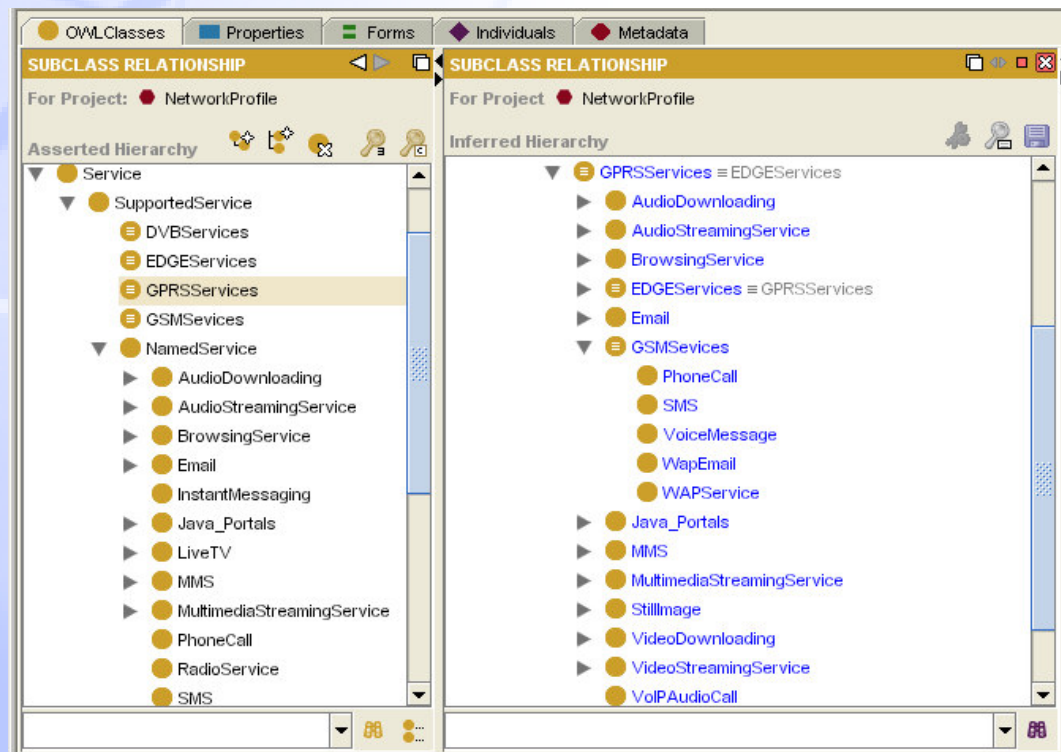 OWLClasses Properties Forms Individuals Metadata
SUBCLASS RELATIONSHIP
For Project: NetworkProfile
Asserted Hierarchy
Service
SupportedService
DVBServices
EDGEServices
GPRSServices
GSMSevices
NamedService
AudioDownloading
AudioStreamingService
BrowsingService
Email
InstantMessaging
Java_Portals
LiveTV
MMS
MultimediaStreamingService
PhoneCall
RadioService
SMS
SUBCLASS RELATIONSHIP
For Project NetworkProfile
Inferred Hierarchy
GPRSServices ≡ EDGEServices
AudioDownloading
AudioStreamingService
BrowsingService
EDGEServices ≡ GPRSServices
Email
GSMSevices
PhoneCall
SMS
VoiceMessage
WapEmail
WAPService
Java_Portals
MMS
MultimediaStreamingService
StillImage
VideoDownloading
VideoStreamingService
VoIPAudioCall